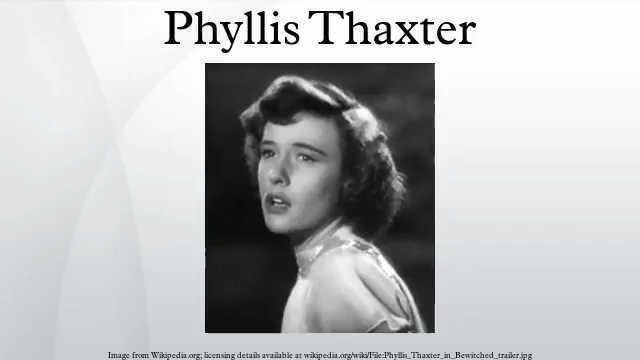 Phyllis Thaxter
Image from Wikipedia.org; licensing details available at wikipedia.org/wiki/File:Phyllis_Thaxter_in_Bewitched_trailer.jpg